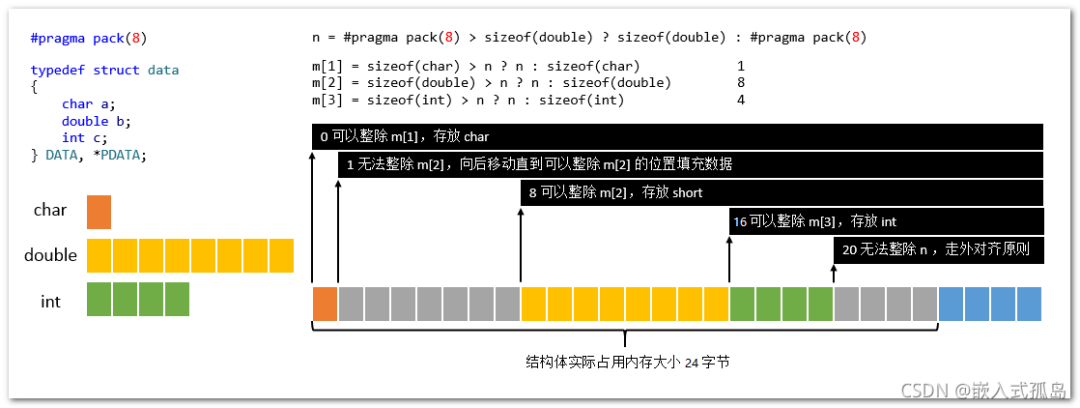 #pragma pack(8)
typedef struct data
{
char a;
double b;
int c;
} DATA, *PDATA;
char
double
int
n = #pragma pack(8) > sizeof(double) ? sizeof(double) : #pragma pack(8)
m[1] = sizeof(char) > n ? n : sizeof(char) 1
m[2] = sizeof(double) > n ? n : sizeof(double) 8
m[3] = sizeof(int) > n ? n : sizeof(int) 4
0 可以整除 m[1]，存放 char
1 无法整除 m[2]，向后移动直到可以整除 m[2] 的位置填充数据
8 可以整除 m[2]，存放 short
16 可以整除 m[3]，存放 int
20 无法整除 n ，走外对齐原则
结构体实际占用内存大小 24 字节
CSDN @嵌入式孤岛